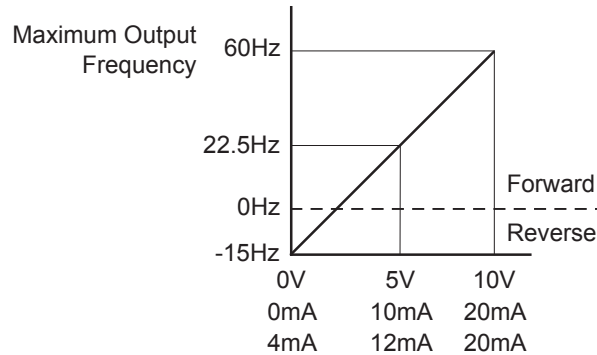 Maximum Output
Frequency
60Hz
22.5Hz
0Hz
-15Hz
Forward
Reverse
0V 5V 10V
0mA 10mA 20mA
4mA 12mA 20mA